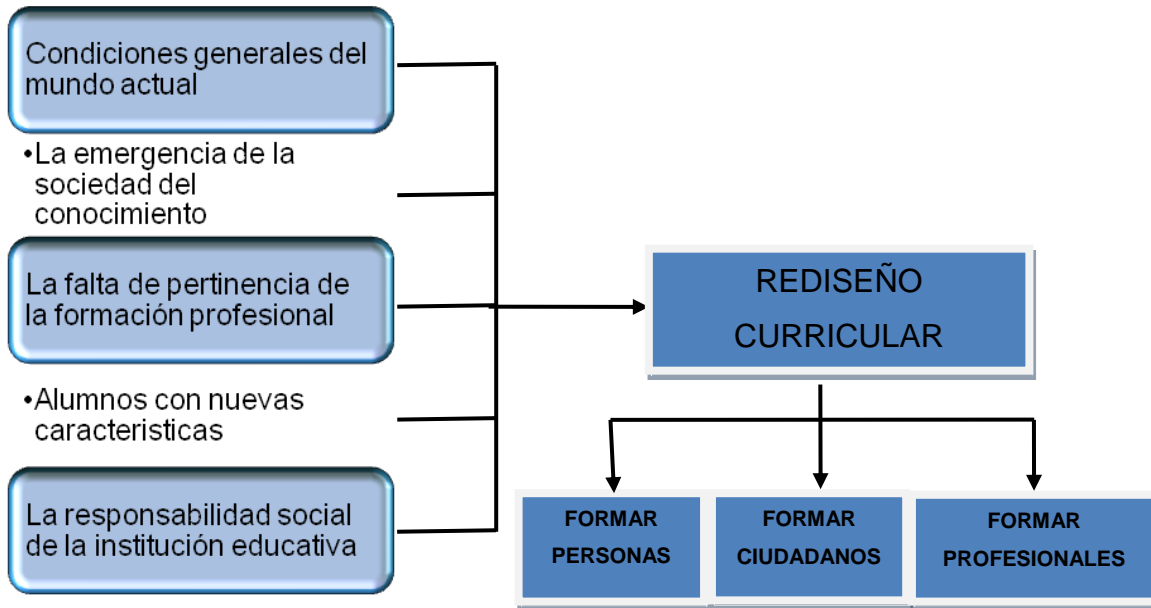 Condiciones generales del
mundo actual
•La emergencia de la
sociedad del
conocimiento
La falta de pertinencia de
la formación profesional
•Alumnos con nuevas
caracteristicas
La responsabilidad social
de la institución educativa
REDISEÑO
CURRICULAR
FORMAR
PERSONAS
FORMAR
CIUDADANOS
FORMAR
PROFESIONALES